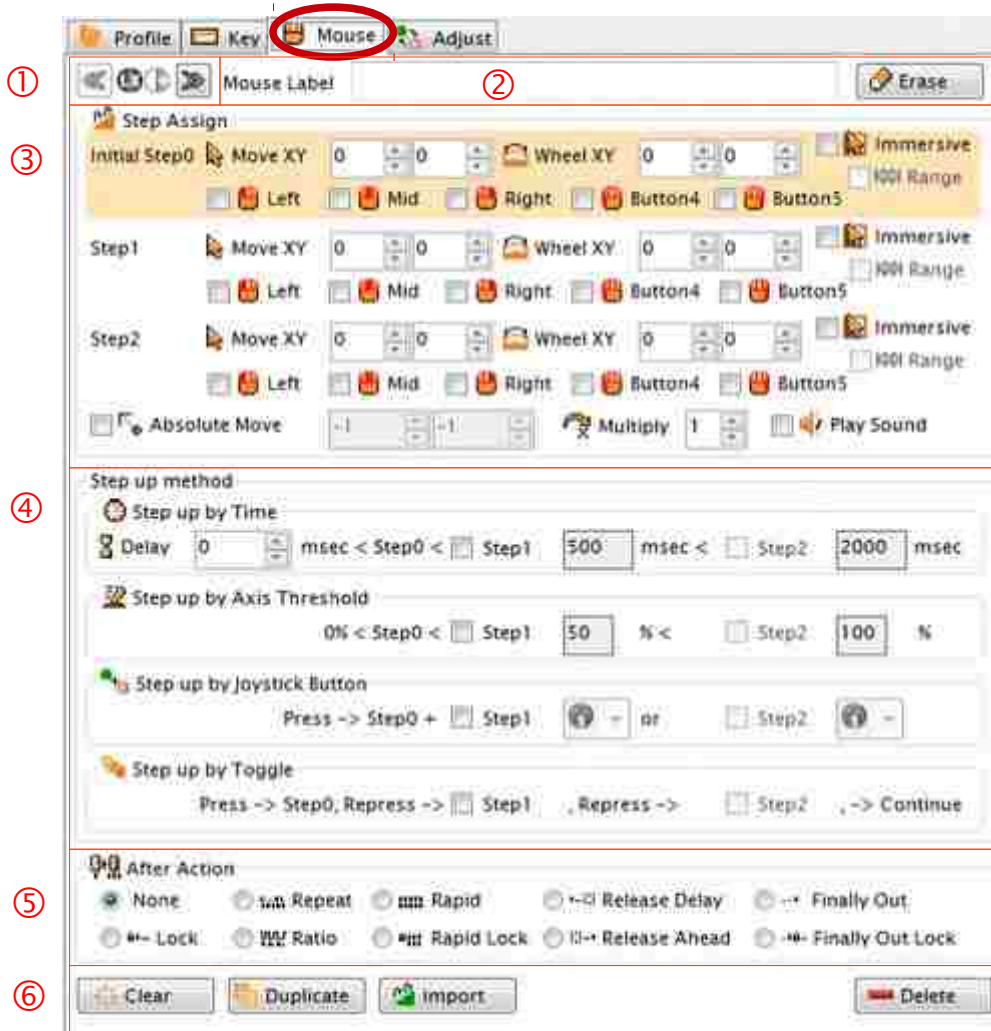 Profile Key Mouse Adjust
① Mouse Label ② Erase
Step Assign
③ Initial Step0 Move XY 0 0 Wheel XY 0 0 Immersive
Range
Left Mid Right Button4 Button5
Step1 Move XY 0 0 Wheel XY 0 0 Immersive
Range
Left Mid Right Button4 Button5
Step2 Move XY 0 0 Wheel XY 0 0 Immersive
Range
Left Mid Right Button4 Button5
Absolute Move -1 -1 Multiply 1 Play Sound
Step up method
④ Step up by Time
Delay 0 msec < Step0 < Step1 500 msec < Step2 2000 msec
Step up by Axis Threshold
0% < Step0 < Step1 50 % < Step2 100 %
Step up by Joystick Button
Press -> Step0 + Step1 or Step2
Step up by Toggle
Press -> Step0, Repress -> Step1 , Repress -> Step2 , -> Continue
After Action
⑤ None Repeat Rapid Release Delay Finally Out
Lock Ratio Rapid Lock Release Ahead Finally Out Lock
⑥ Clear Duplicate Import Delete